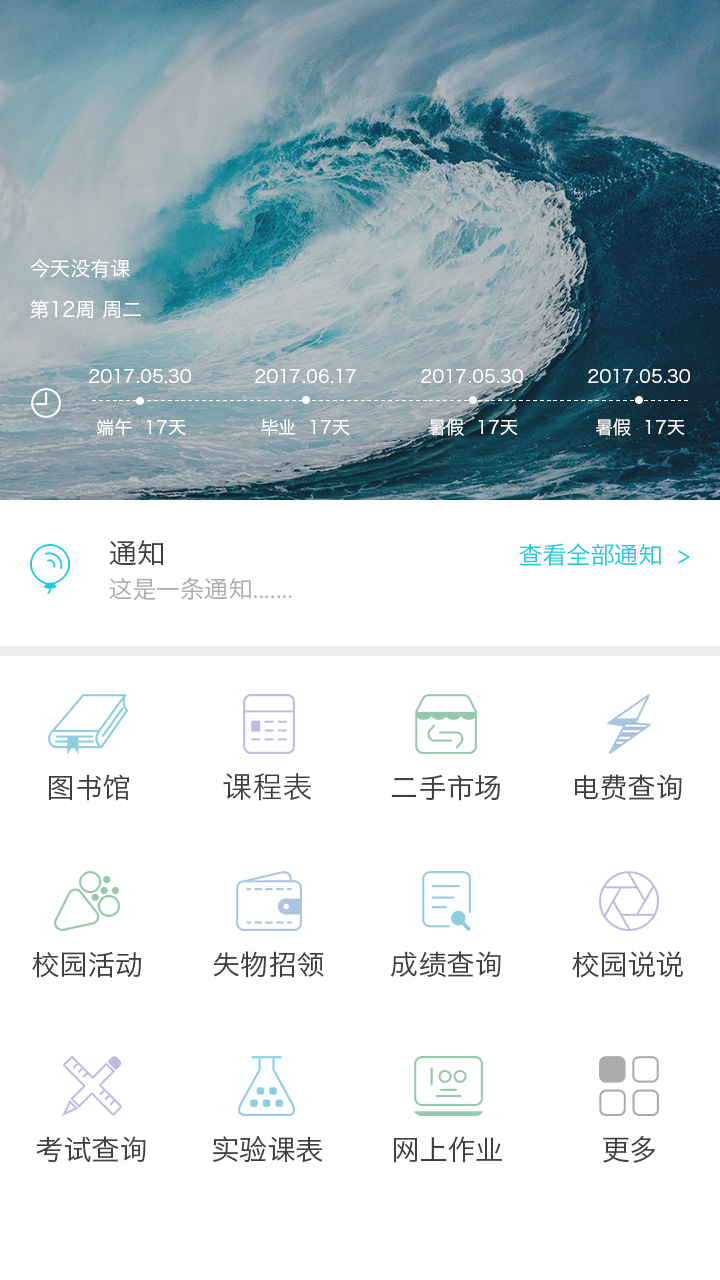 今天没有课
第12周 周二
2017.05.30 2017.06.17 2017.05.30 2017.05.30
端午 17天 毕业 17天 暑假 17天 暑假 17天
通知 查看全部通知 >
这是一条通知.......
图书馆 课程表 二手市场 电费查询
校园活动 失物招领 成绩查询 校园说说
100
考试查询 实验课表 网上作业 更多